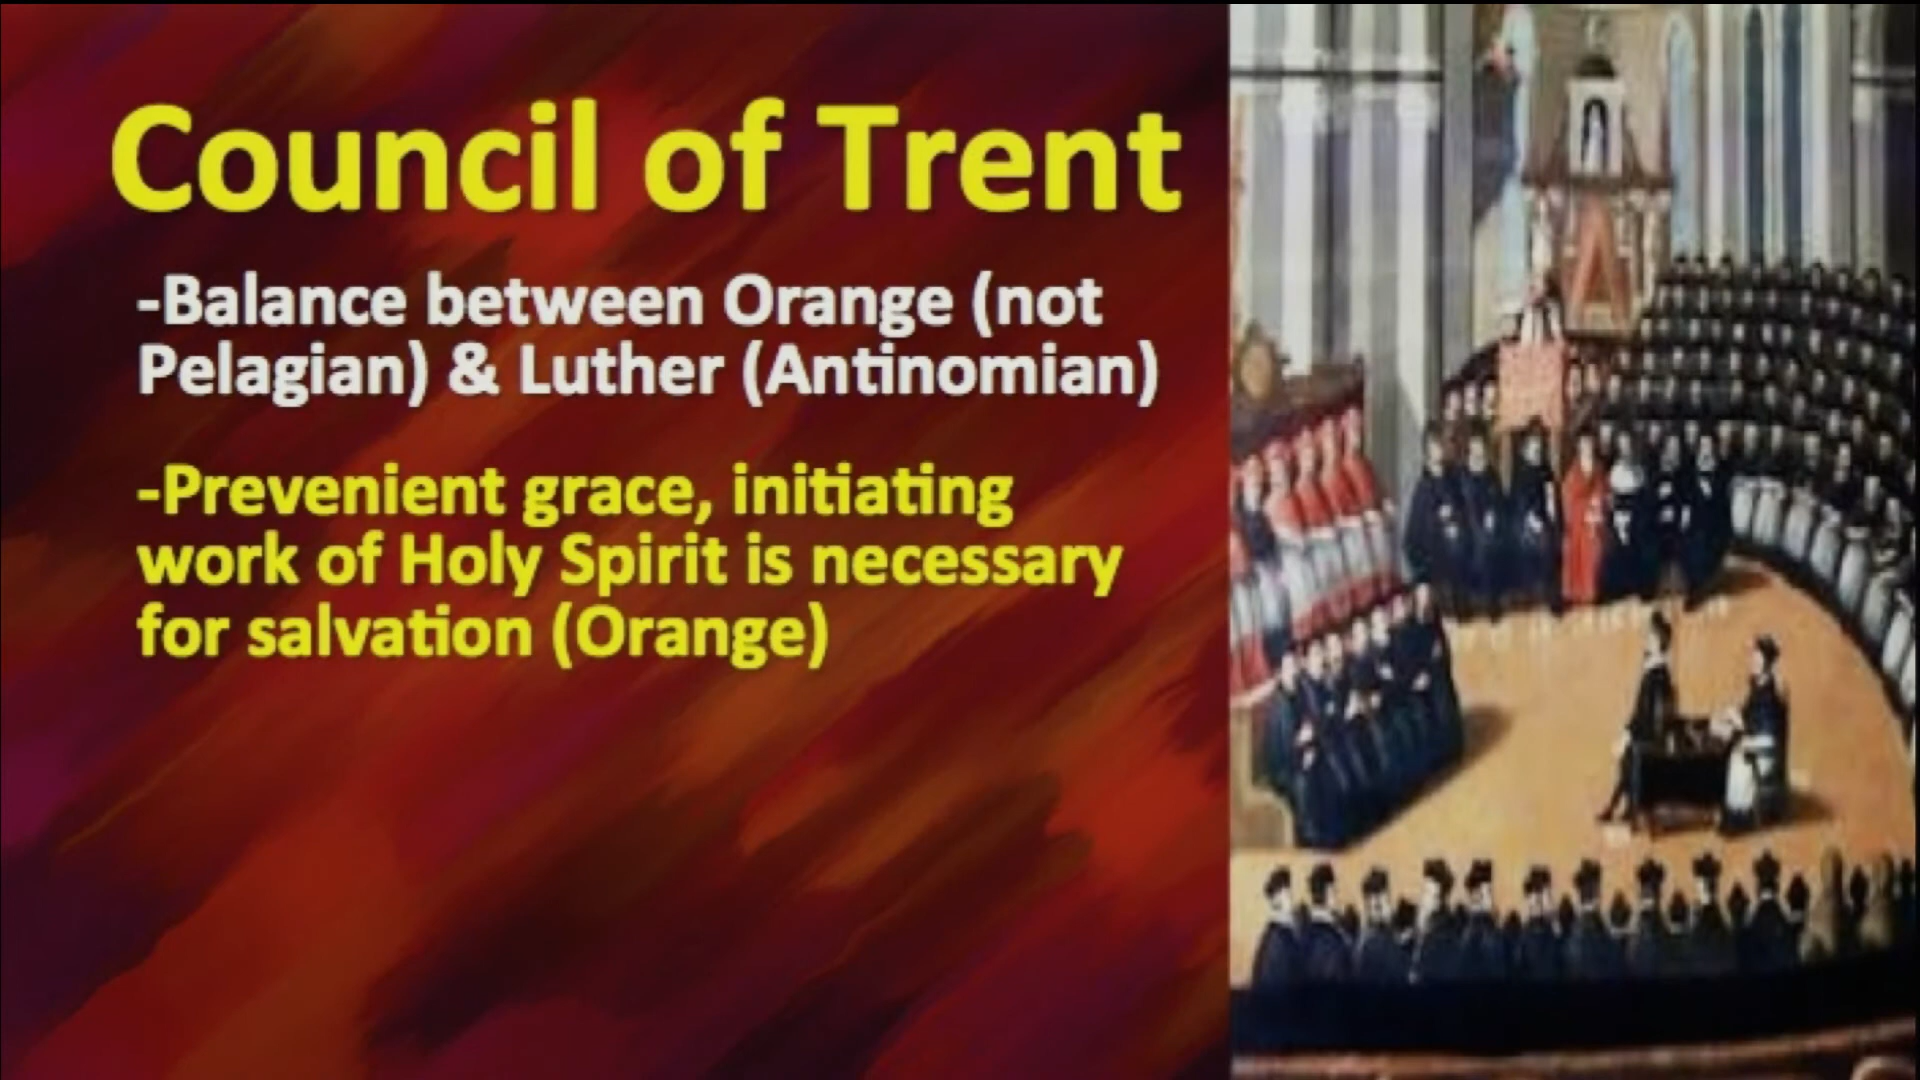 Council of Trent
-Balance between Orange (not
Pelagian) & Luther (Antinomian)
-Prevenient grace, initiating
work of Holy Spirit is necessary
for salvation (Orange)